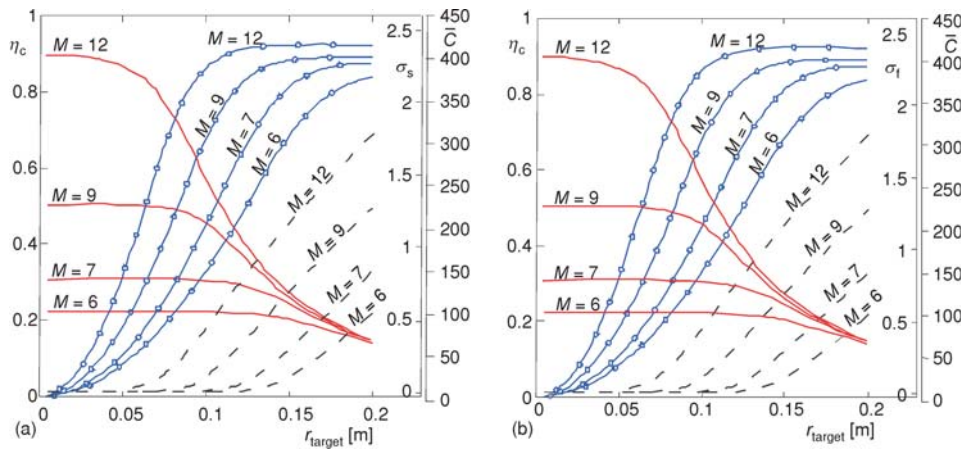 1
η_c
0.8
0.6
0.4
0.2
0
M = 12
M = 9
M = 7
M = 6
M = 12
M = 9
M = 7
M = 6
M = 12
M = 9
M = 7
M = 6
0.05
0.1
0.15
0.2
r_target [m]
2.5
σ_s
2
1.5
1
0.5
0
450
C̄
400
350
300
250
200
150
100
50
0
(a)
1
η_c
0.8
0.6
0.4
0.2
0
M = 12
M = 9
M = 7
M = 6
M = 12
M = 9
M = 7
M = 6
M = 12
M = 9
M = 7
M = 6
0.05
0.1
0.15
0.2
r_target [m]
2.5
σ_f
2
1.5
1
0.5
0
450
C̄
400
350
300
250
200
150
100
50
0
(b)